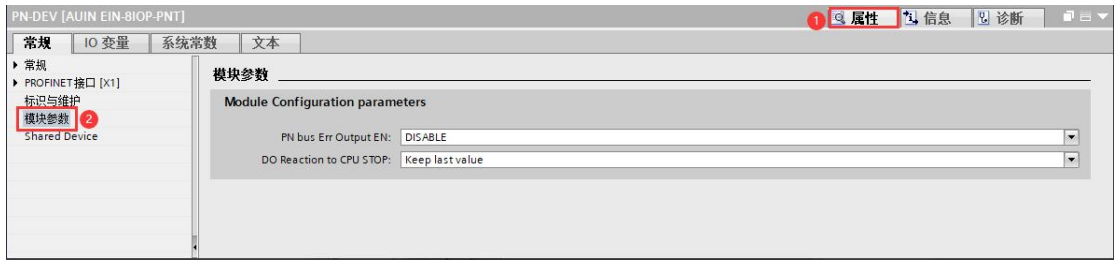 PN-DEV [AUIN EIN-8IOP-PNT]
1 属性 信息 诊断
常规 IO 变量 系统常数 文本
常规
PROFINET接口 [X1]
标识与维护
模块参数 2
Shared Device
模块参数
Module Configuration parameters
PN bus Err Output EN: DISABLE
DO Reaction to CPU STOP: Keep last value